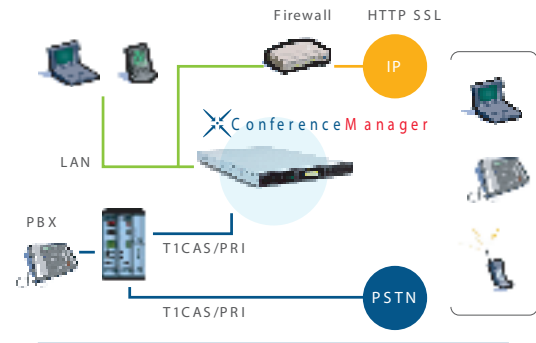 Firewall
HTTP SSL
IP
ConferenceManager
LAN
PBX
T1CAS/PRI
T1CAS/PRI
PSTN